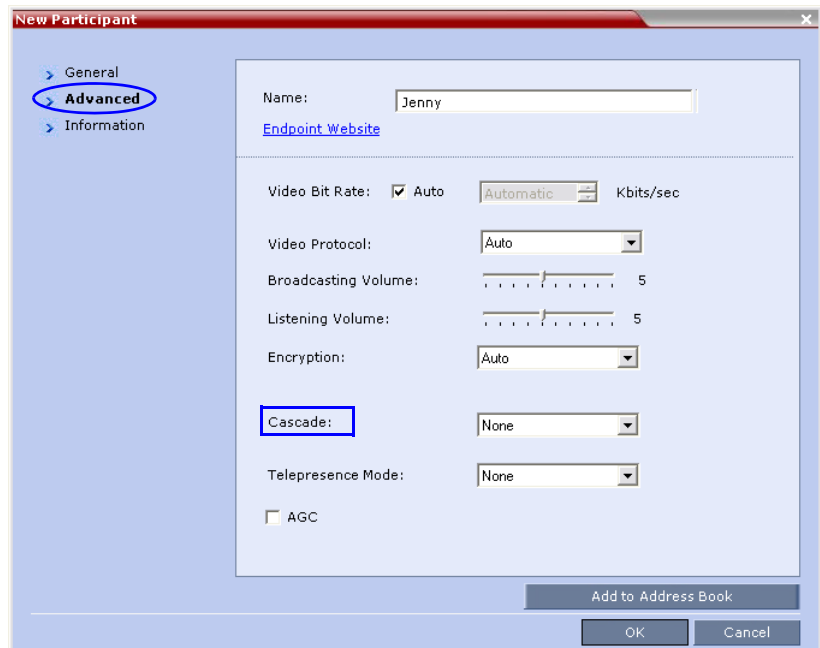 New Participant
General
Advanced
Information
Name: Jenny
Endpoint Website
Video Bit Rate: Auto Automatic Kbits/sec
Video Protocol: Auto
Broadcasting Volume: 5
Listening Volume: 5
Encryption: Auto
Cascade: None
Telepresence Mode: None
AGC
Add to Address Book
OK Cancel